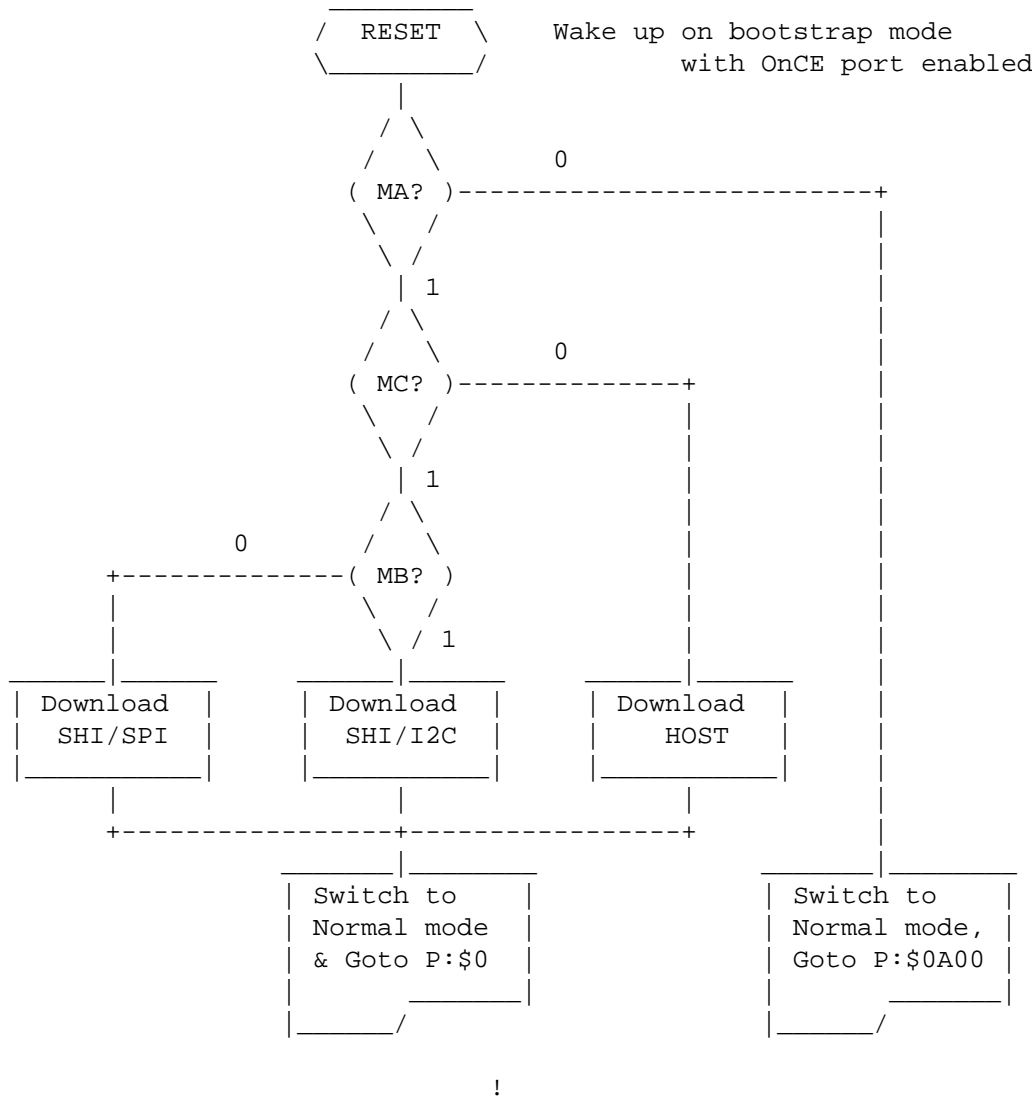 RESET Wake up on bootstrap mode
with OnCE port enabled
0
MA?
1
0
MC?
1
0
MB?
1
Download Download Download
SHI/SPI SHI/I2C HOST
Switch to Switch to
Normal mode Normal mode,
& Goto P:$0 Goto P:$0A00
!